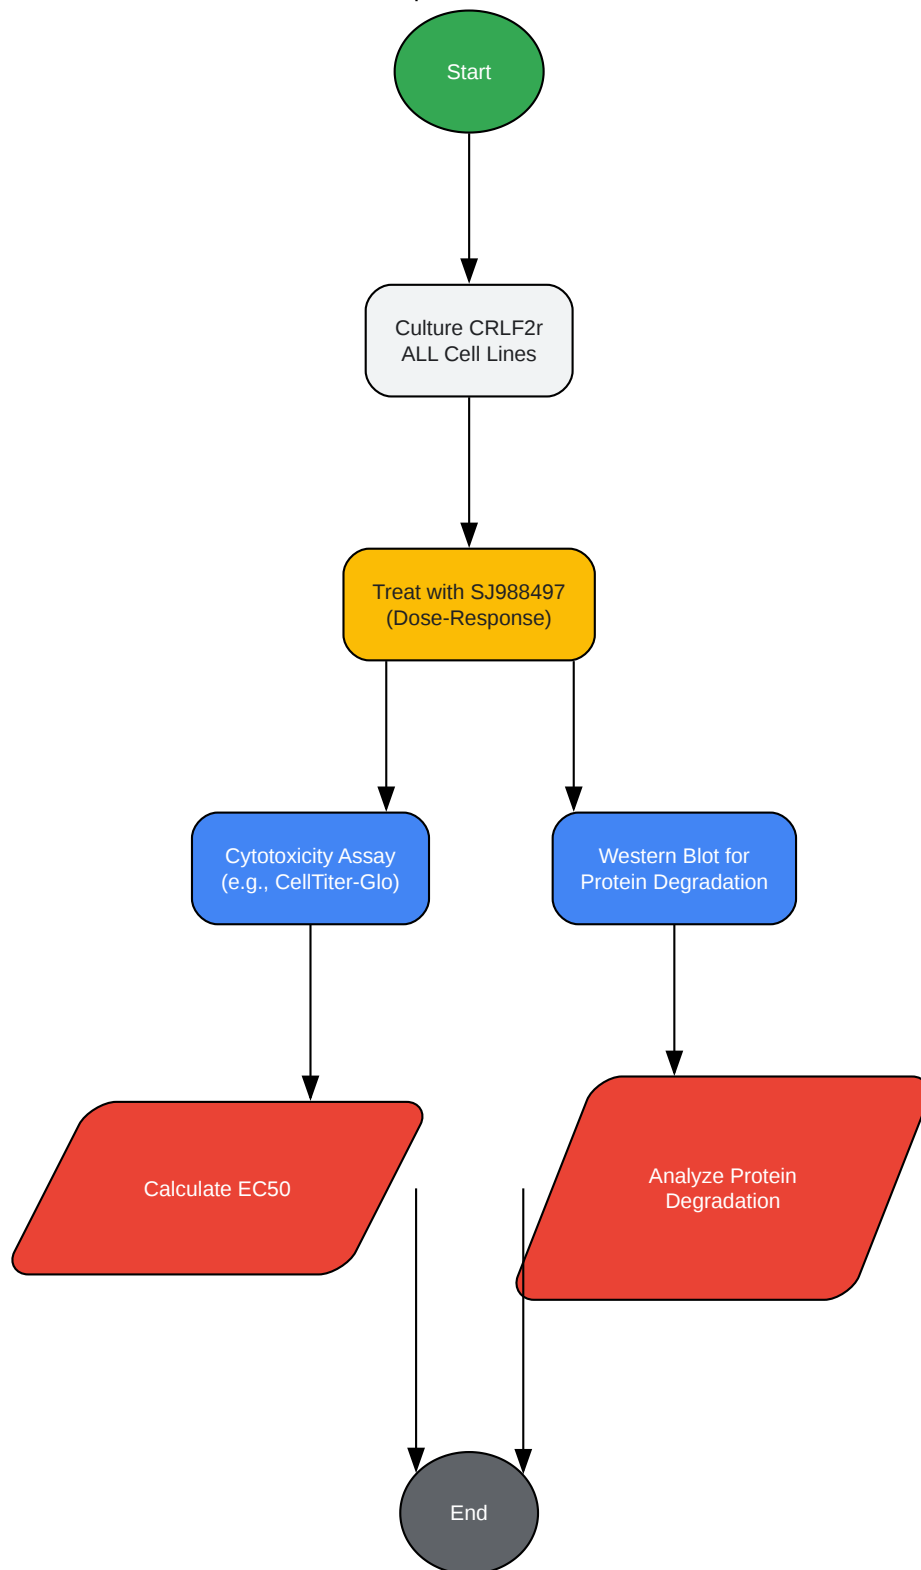 Start
Culture CRLF2r
ALL Cell Lines
Treat with SJ988497
(Dose-Response)
Cytotoxicity Assay
(e.g., CellTiter-Glo)
Western Blot for
Protein Degradation
Calculate EC50
Analyze Protein
Degradation
End